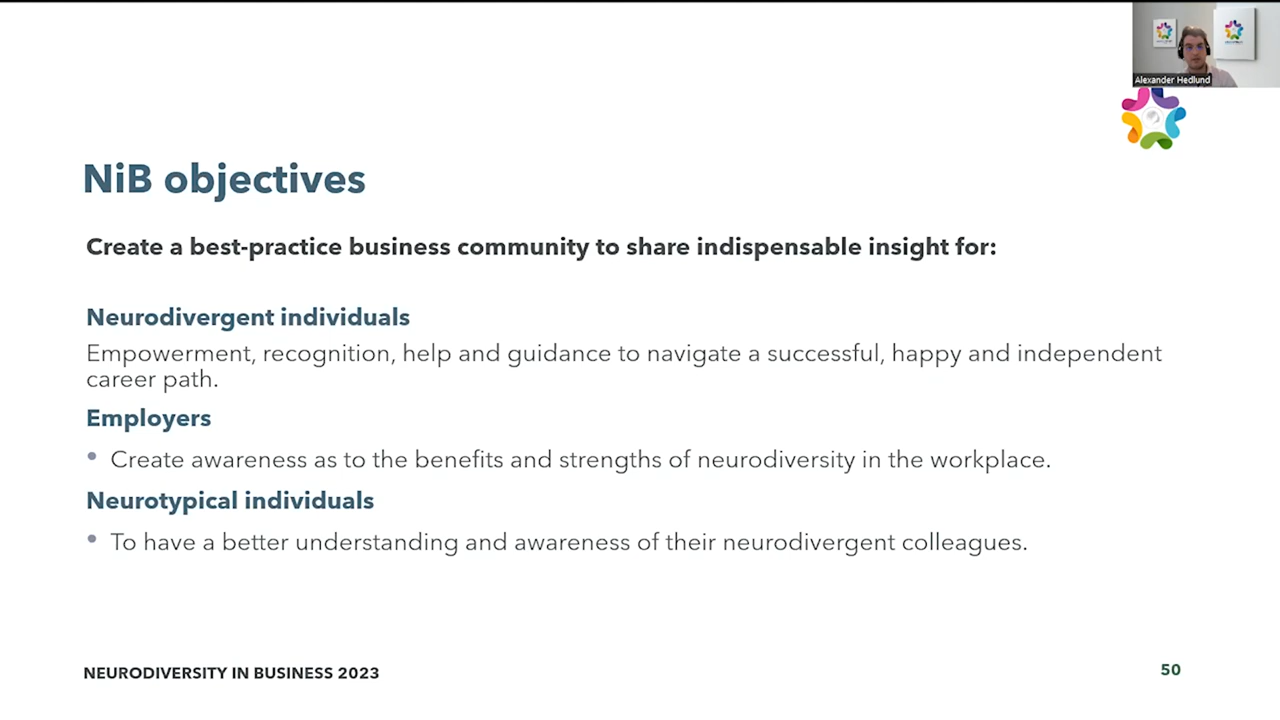 Alexander Hedlund
NiB objectives
Create a best-practice business community to share indispensable insight for:
Neurodivergent individuals
Empowerment, recognition, help and guidance to navigate a successful, happy and independent
career path.
Employers
• Create awareness as to the benefits and strengths of neurodiversity in the workplace.
Neurotypical individuals
• To have a better understanding and awareness of their neurodivergent colleagues.
NEURODIVERSITY IN BUSINESS 2023
50